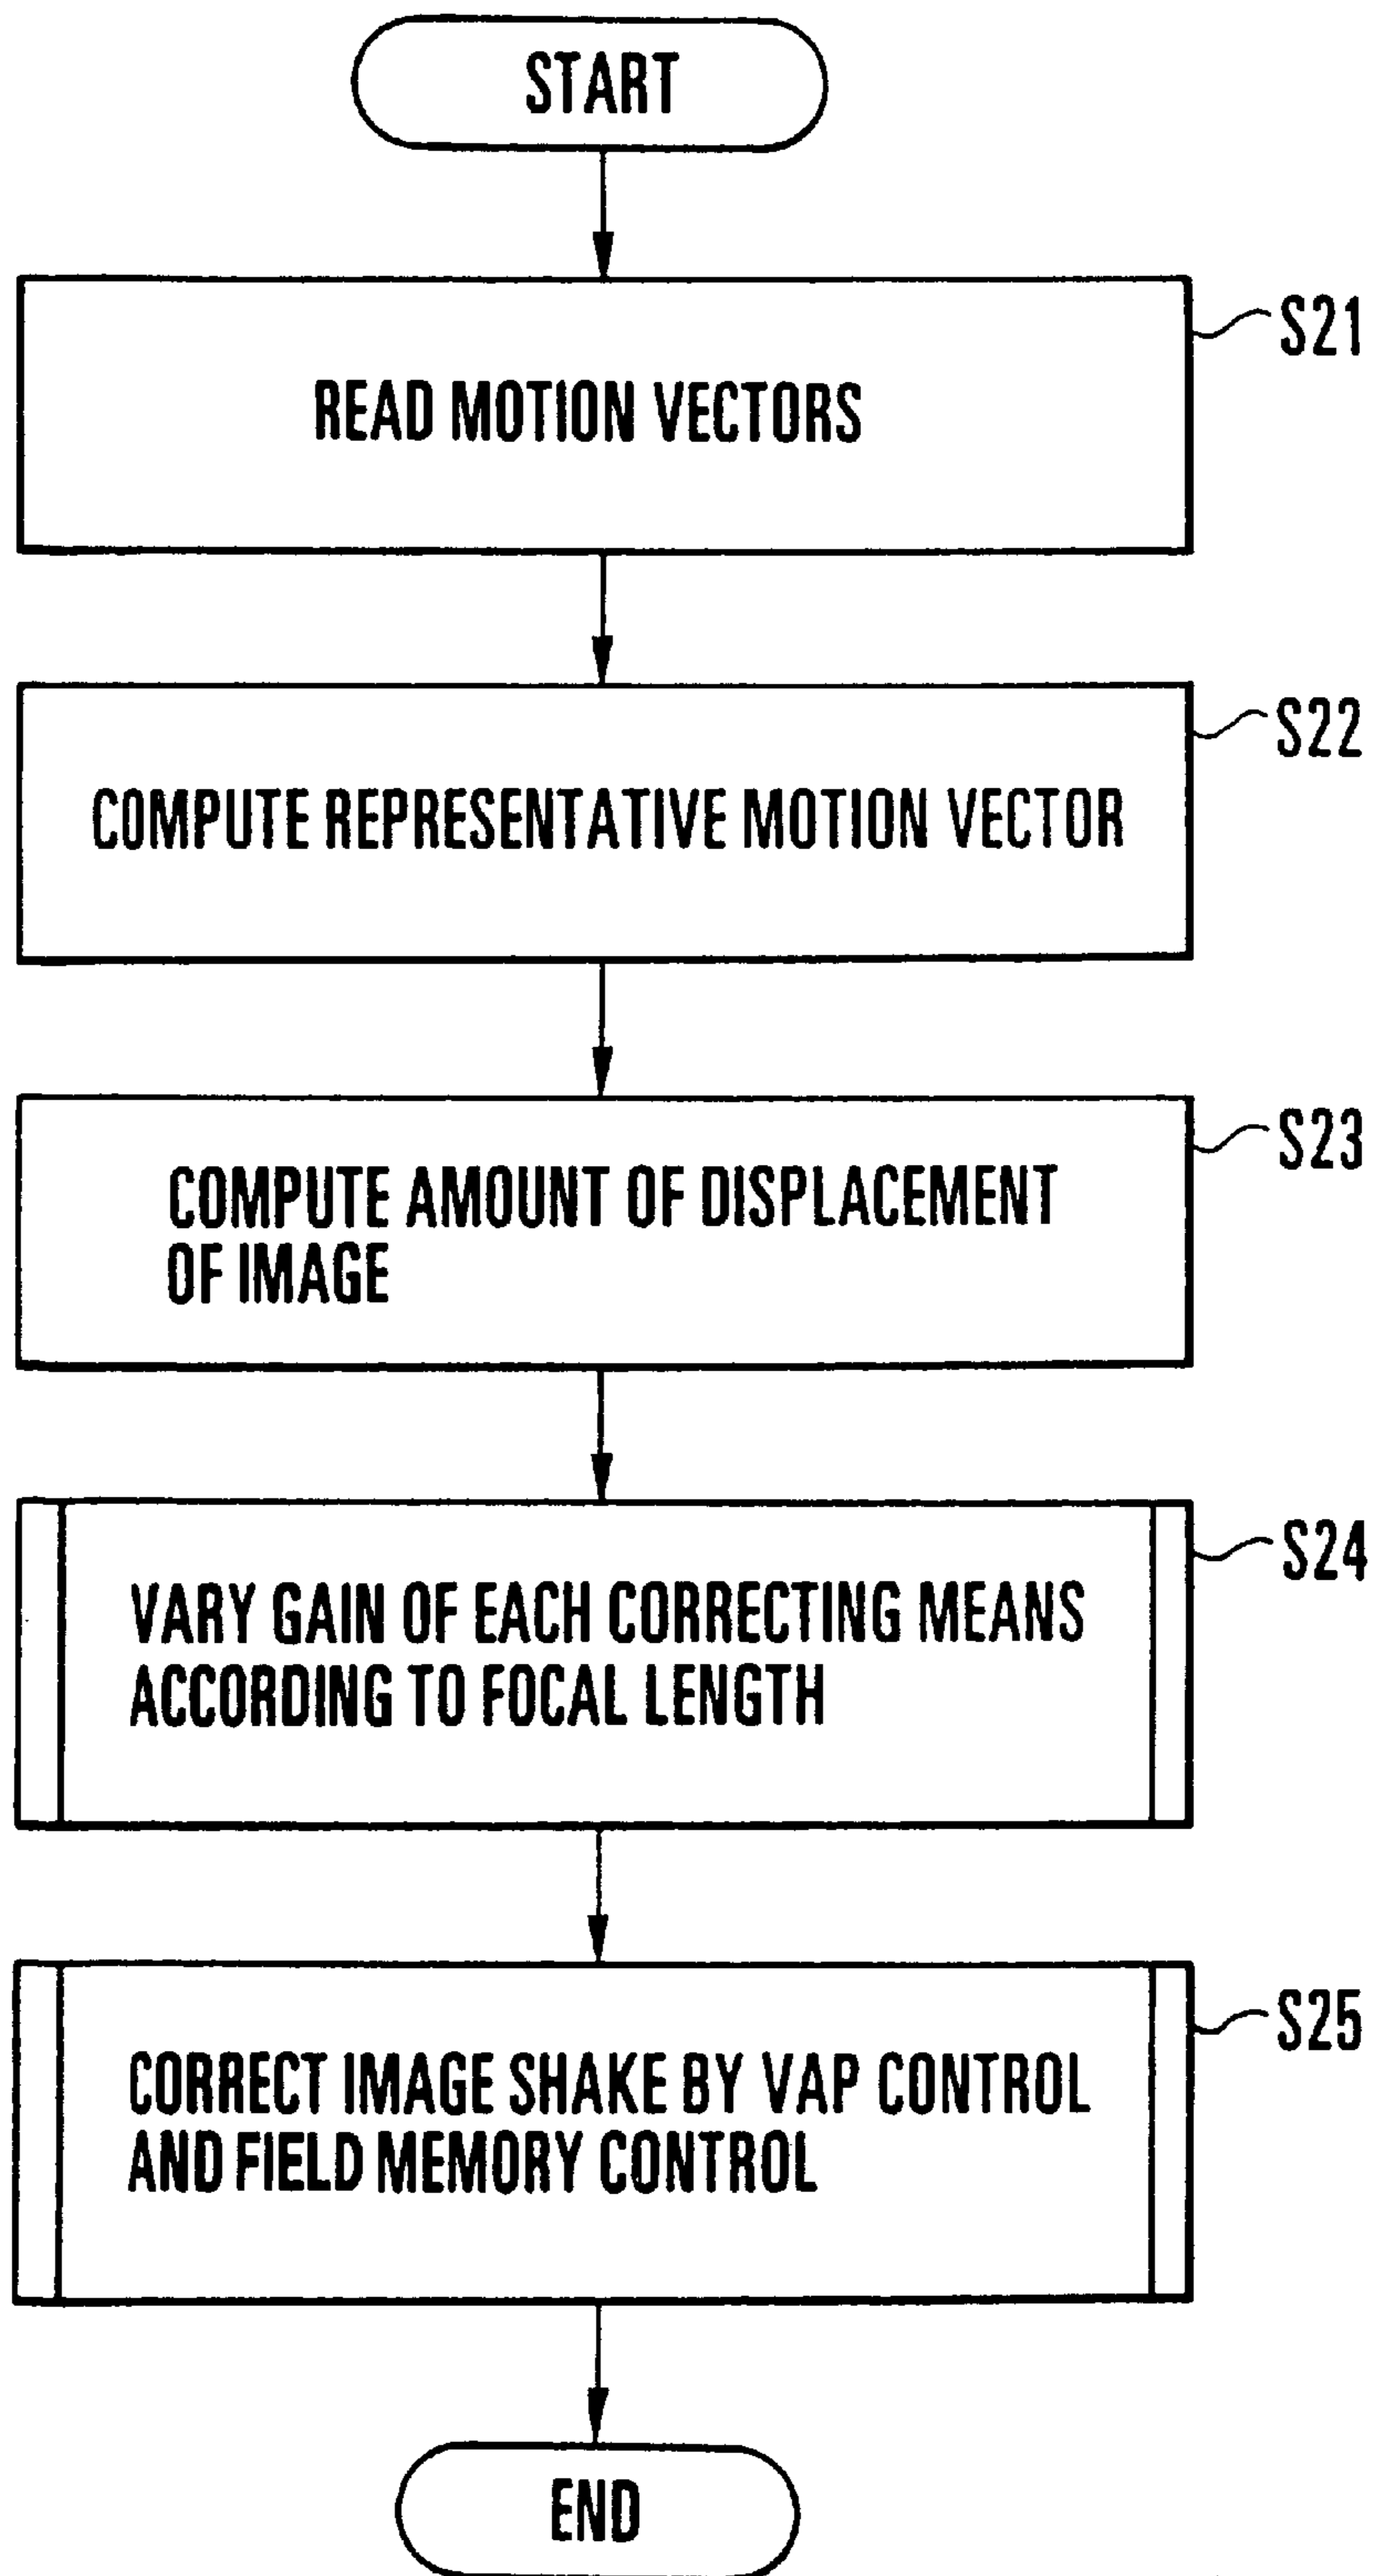 START
S21
READ MOTION VECTORS
S22
COMPUTE REPRESENTATIVE MOTION VECTOR
S23
COMPUTE AMOUNT OF DISPLACEMENT
OF IMAGE
S24
VARY GAIN OF EACH CORRECTING MEANS
ACCORDING TO FOCAL LENGTH
S25
CORRECT IMAGE SHAKE BY VAP CONTROL
AND FIELD MEMORY CONTROL
END